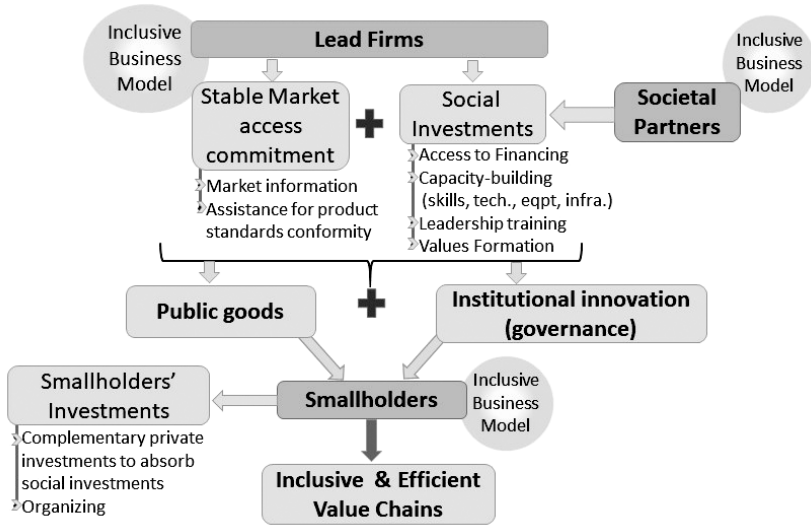 Inclusive
Business
Model
Lead Firms
Inclusive
Business
Model
Stable Market
access
commitment
Market information
Assistance for product
standards conformity
Social
Investments
Access to Financing
Capacity-building
(skills, tech., eqpt, infra.)
Leadership training
Values Formation
Societal
Partners
Public goods
Institutional innovation
(governance)
Smallholders'
Investments
Complementary private
investments to absorb
social investments
Organizing
Smallholders
Inclusive
Business
Model
Inclusive & Efficient
Value Chains